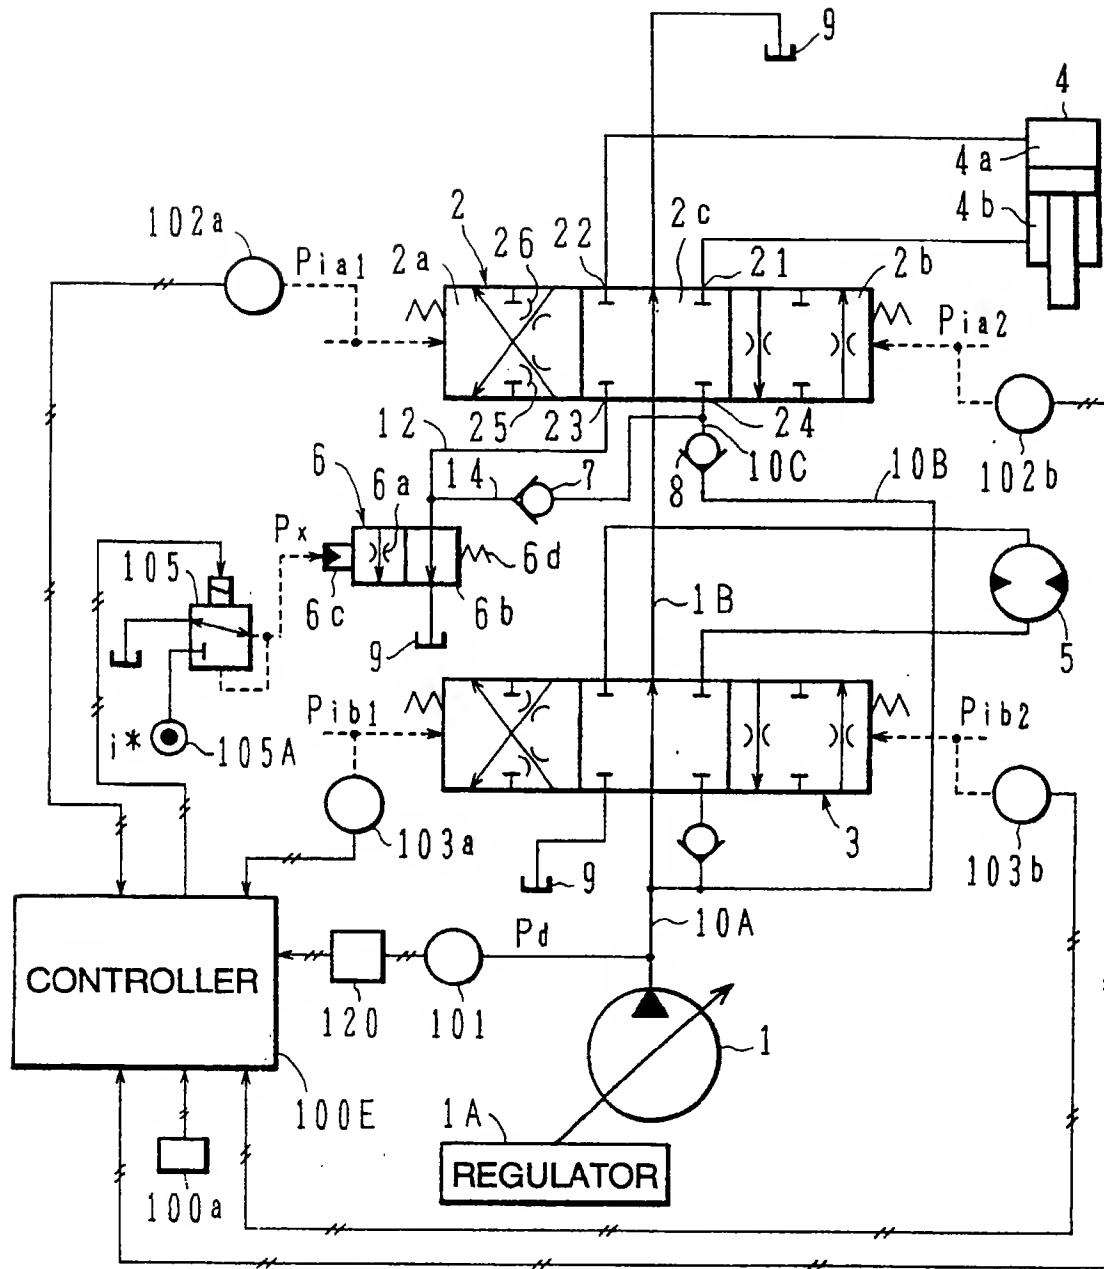 9
4
4a
4b
102a
Pia1
2a
2
26
22
2c
21
2b
Pia2
25
23
24
12
14
7
8
10C
10B
102b
6
6a
Px
6c
6b
6d
105
9
1B
5
i*
105A
Pib1
Pib2
103a
9
3
103b
10A
Pd
CONTROLLER
120
101
1
100E
1A
100a
REGULATOR